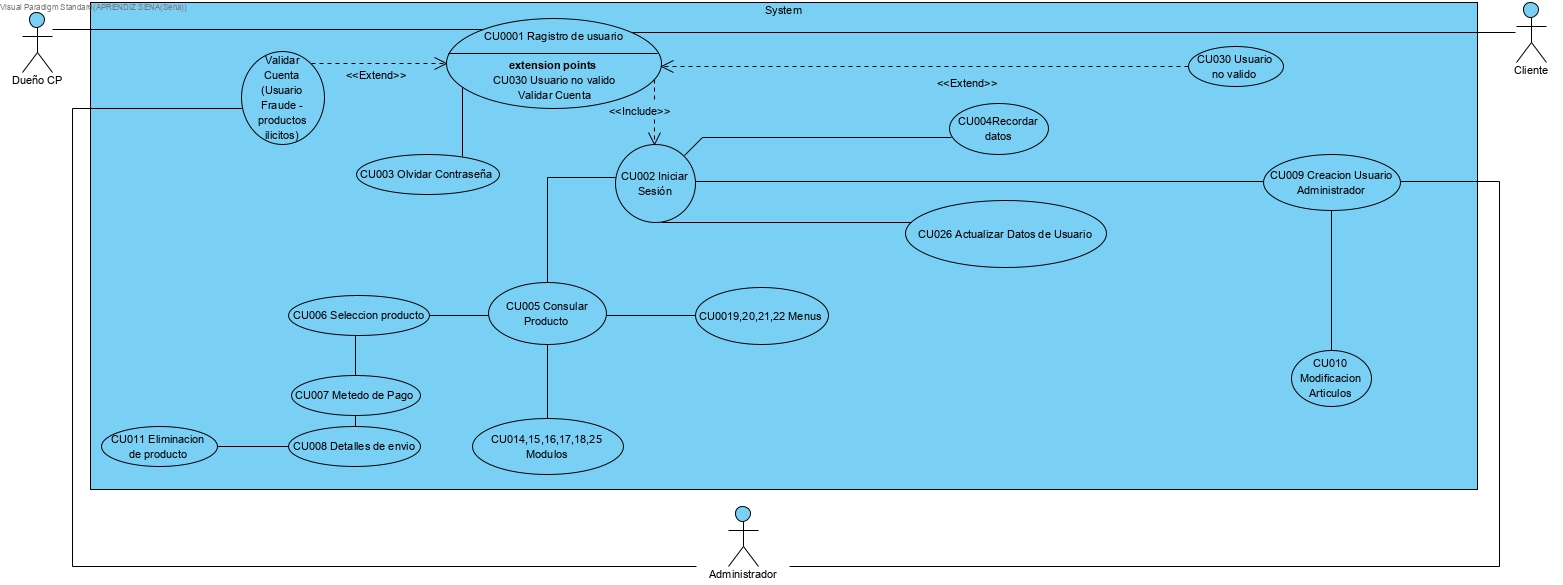 Visual Paradigm Standard(APRENDIZ SENA(Sena))
System
Dueño CP
Cliente
CU0001 Ragistro de usuario
extension points
CU030 Usuario no valido
Validar Cuenta
Validar
Cuenta
(Usuario
Fraude -
productos
ilicitos)
<<Extend>>
<<Extend>>
CU030 Usuario
no valido
<<Include>>
CU004Recordar
datos
CU003 Olvidar Contraseña
CU002 Iniciar
Sesión
CU009 Creacion Usuario
Administrador
CU026 Actualizar Datos de Usuario
CU006 Seleccion producto
CU005 Consular
Producto
CU0019,20,21,22 Menus
CU010
Modificacion
Articulos
CU007 Metedo de Pago
CU011 Eliminacion
de producto
CU008 Detalles de envio
CU014,15,16,17,18,25
Modulos
Administrador